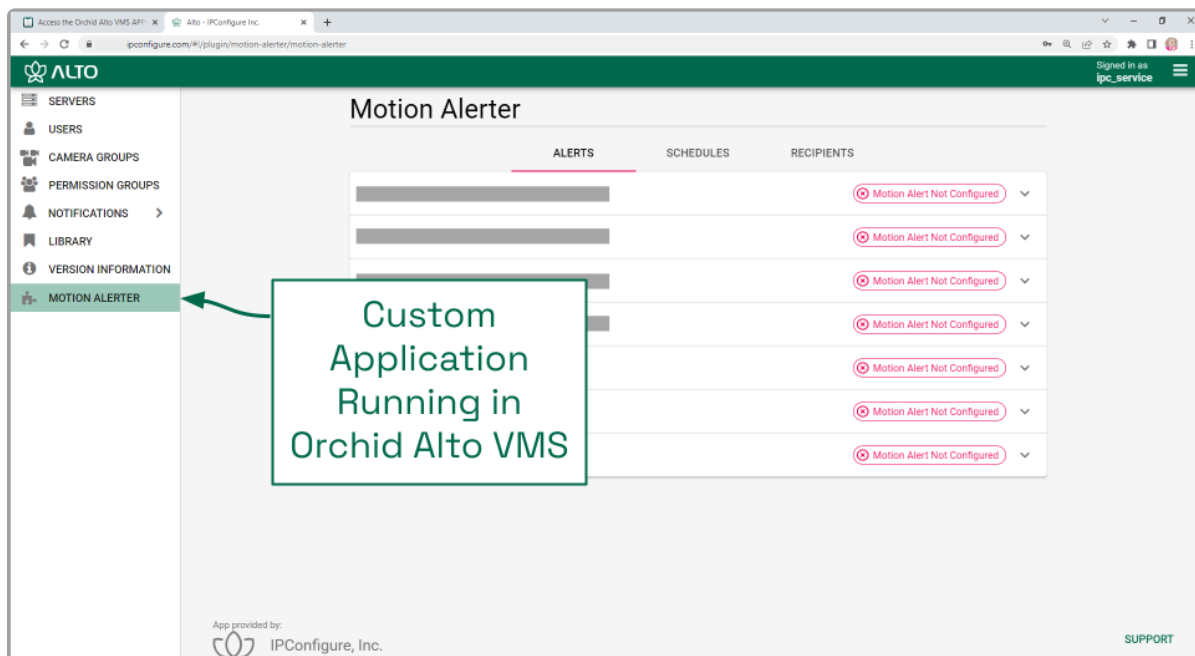 Access the Orchid Alto VMS API
Alto - IPConfigure Inc.
ipconfigure.com/#!/plugin/motion-alerter/motion-alerter
ALTO
Signed in as
ipc_service
SERVERS
USERS
CAMERA GROUPS
PERMISSION GROUPS
NOTIFICATIONS
LIBRARY
VERSION INFORMATION
MOTION ALERTER
Motion Alerter
ALERTS SCHEDULES RECIPIENTS
Motion Alert Not Configured
Motion Alert Not Configured
Motion Alert Not Configured
Motion Alert Not Configured
Motion Alert Not Configured
Motion Alert Not Configured
Motion Alert Not Configured
Custom
Application
Running in
Orchid Alto VMS
App provided by:
IPConfigure, Inc.
SUPPORT